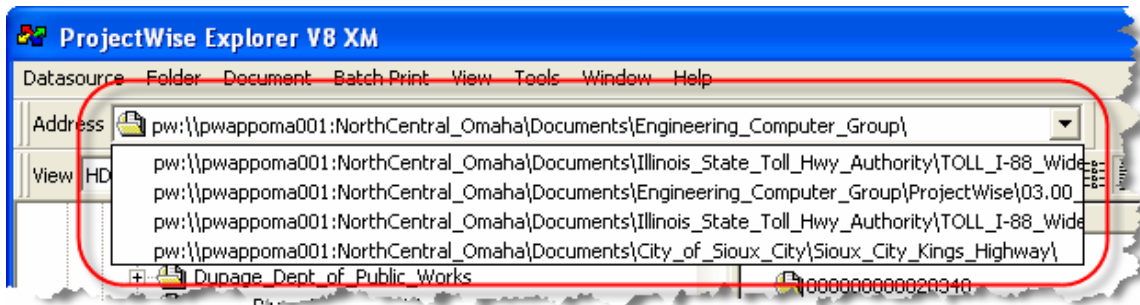 ProjectWise Explorer V8 XM
Datasource Folder Document Batch Print View Tools Window Help
Address pw:\\pwappoma001:NorthCentral_Omaha\Documents\Engineering_Computer_Group\
pw:\\pwappoma001:NorthCentral_Omaha\Documents\Illinois_State_Toll_Hwy_Authority\TOLL_I-88_Wide
View HD
pw:\\pwappoma001:NorthCentral_Omaha\Documents\Engineering_Computer_Group\ProjectWise\03.00_
pw:\\pwappoma001:NorthCentral_Omaha\Documents\Illinois_State_Toll_Hwy_Authority\TOLL_I-88_Wide
pw:\\pwappoma001:NorthCentral_Omaha\Documents\City_of_Sioux_City\Sioux_City_Kings_Highway\
Dupage_Dept_of_Public_Works